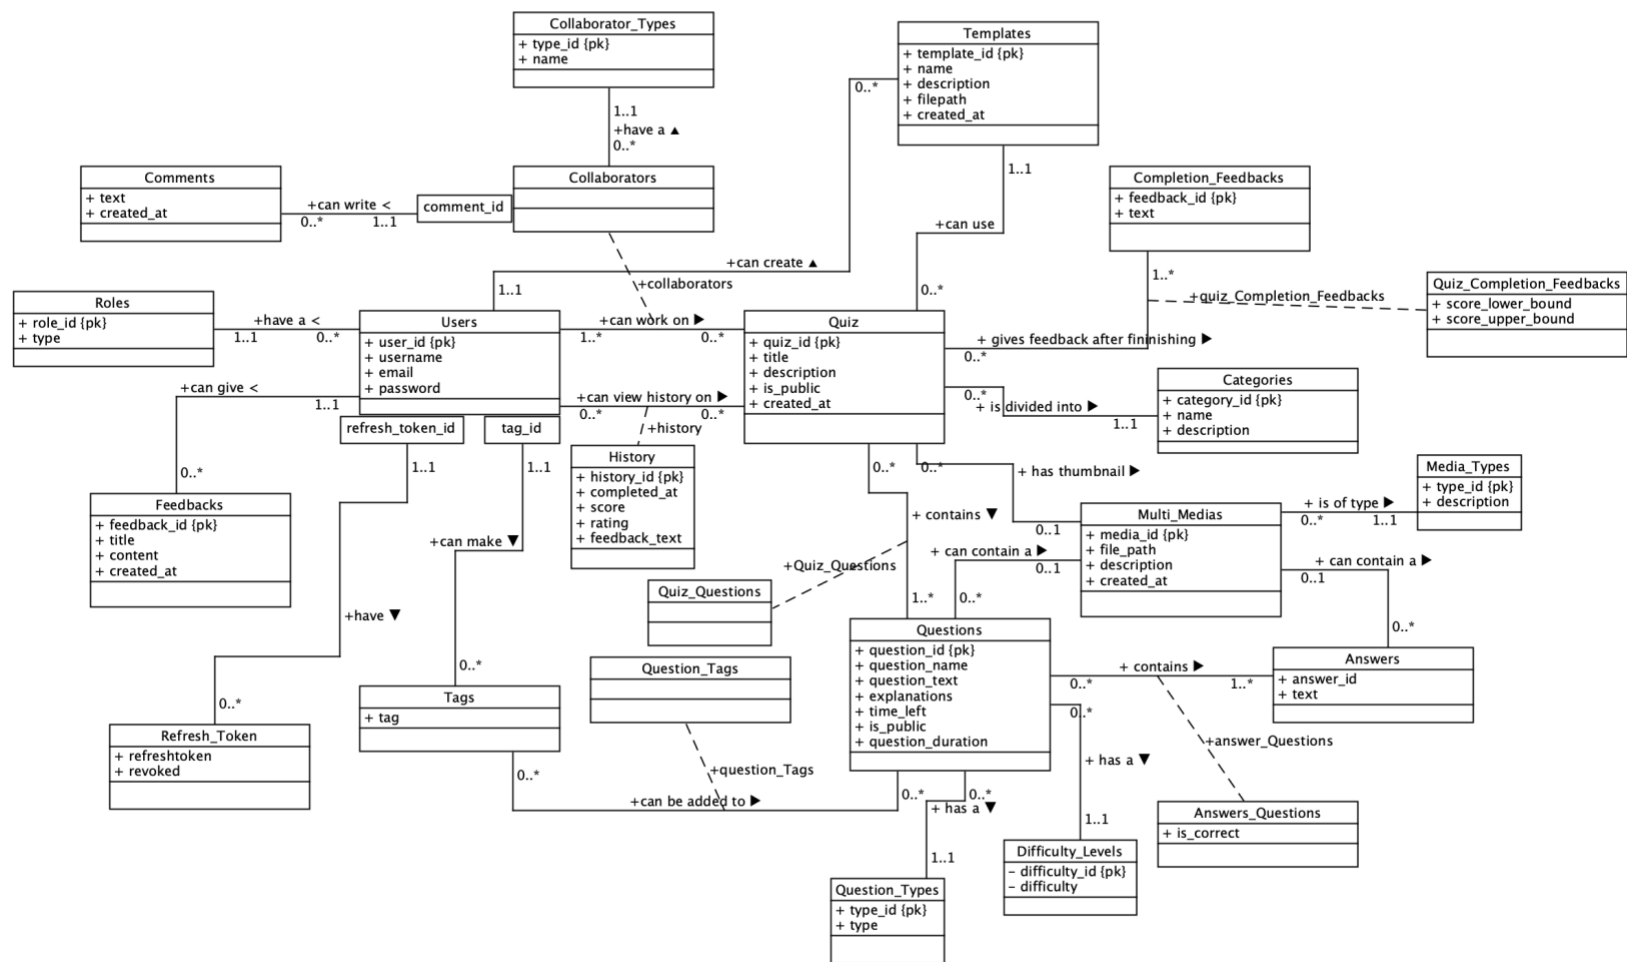 Collaborator_Types
+ type_id {pk}
+ name
1..1
+have a ▲
0..*
Templates
+ template_id {pk}
+ name
+ description
+ filepath
+ created_at
0..*
1..1
+can use
0..*
Comments
+ text
+ created_at
+can write <
0..*
1..1
comment_id
Collaborators
+collaborators
+can create ▲
1..1
Completion_Feedbacks
+ feedback_id {pk}
+ text
1..*
+quiz_Completion_Feedbacks
Quiz_Completion_Feedbacks
+ score_lower_bound
+ score_upper_bound
Roles
+ role_id {pk}
+ type
+have a <
1..1
0..*
Users
+ user_id {pk}
+ username
+ email
+ password
+can work on ▶
1..*
0..*
Quiz
+ quiz_id {pk}
+ title
+ description
+ is_public
+ created_at
+ gives feedback after fininishing ▶
0..*
+can give <
1..1
0..*
+can view history on ▶
0..*
0..*
+history
0..*
+ is divided into ▶
1..1
Categories
+ category_id {pk}
+ name
+ description
refresh_token_id
tag_id
1..1
1..1
History
+ history_id {pk}
+ completed_at
+ score
+ rating
+ feedback_text
0..*
0..*
+ has thumbnail ▶
0..1
Media_Types
+ type_id {pk}
+ description
Feedbacks
+ feedback_id {pk}
+ title
+ content
+ created_at
+can make ▼
0..*
+ contains ▼
1..*
+ can contain a ▶
0..1
0..*
Multi_Medias
+ media_id {pk}
+ file_path
+ description
+ created_at
+ is of type ▶
0..*
1..1
+ can contain a ▶
0..1
0..*
+Quiz_Questions
Quiz_Questions
+have ▼
0..*
Question_Tags
Questions
+ question_id {pk}
+ question_name
+ question_text
+ explanations
+ time_left
+ is_public
+ question_duration
+ contains ▶
0..*
1..*
Answers
+ answer_id
+ text
Tags
+ tag
0..*
Refresh_Token
+ refreshtoken
+ revoked
+question_Tags
+can be added to ▶
0..*
0..*
+ has a ▼
1..1
0..*
+ has a ▼
1..1
+answer_Questions
Answers_Questions
+ is_correct
Difficulty_Levels
- difficulty_id {pk}
- difficulty
Question_Types
+ type_id {pk}
+ type